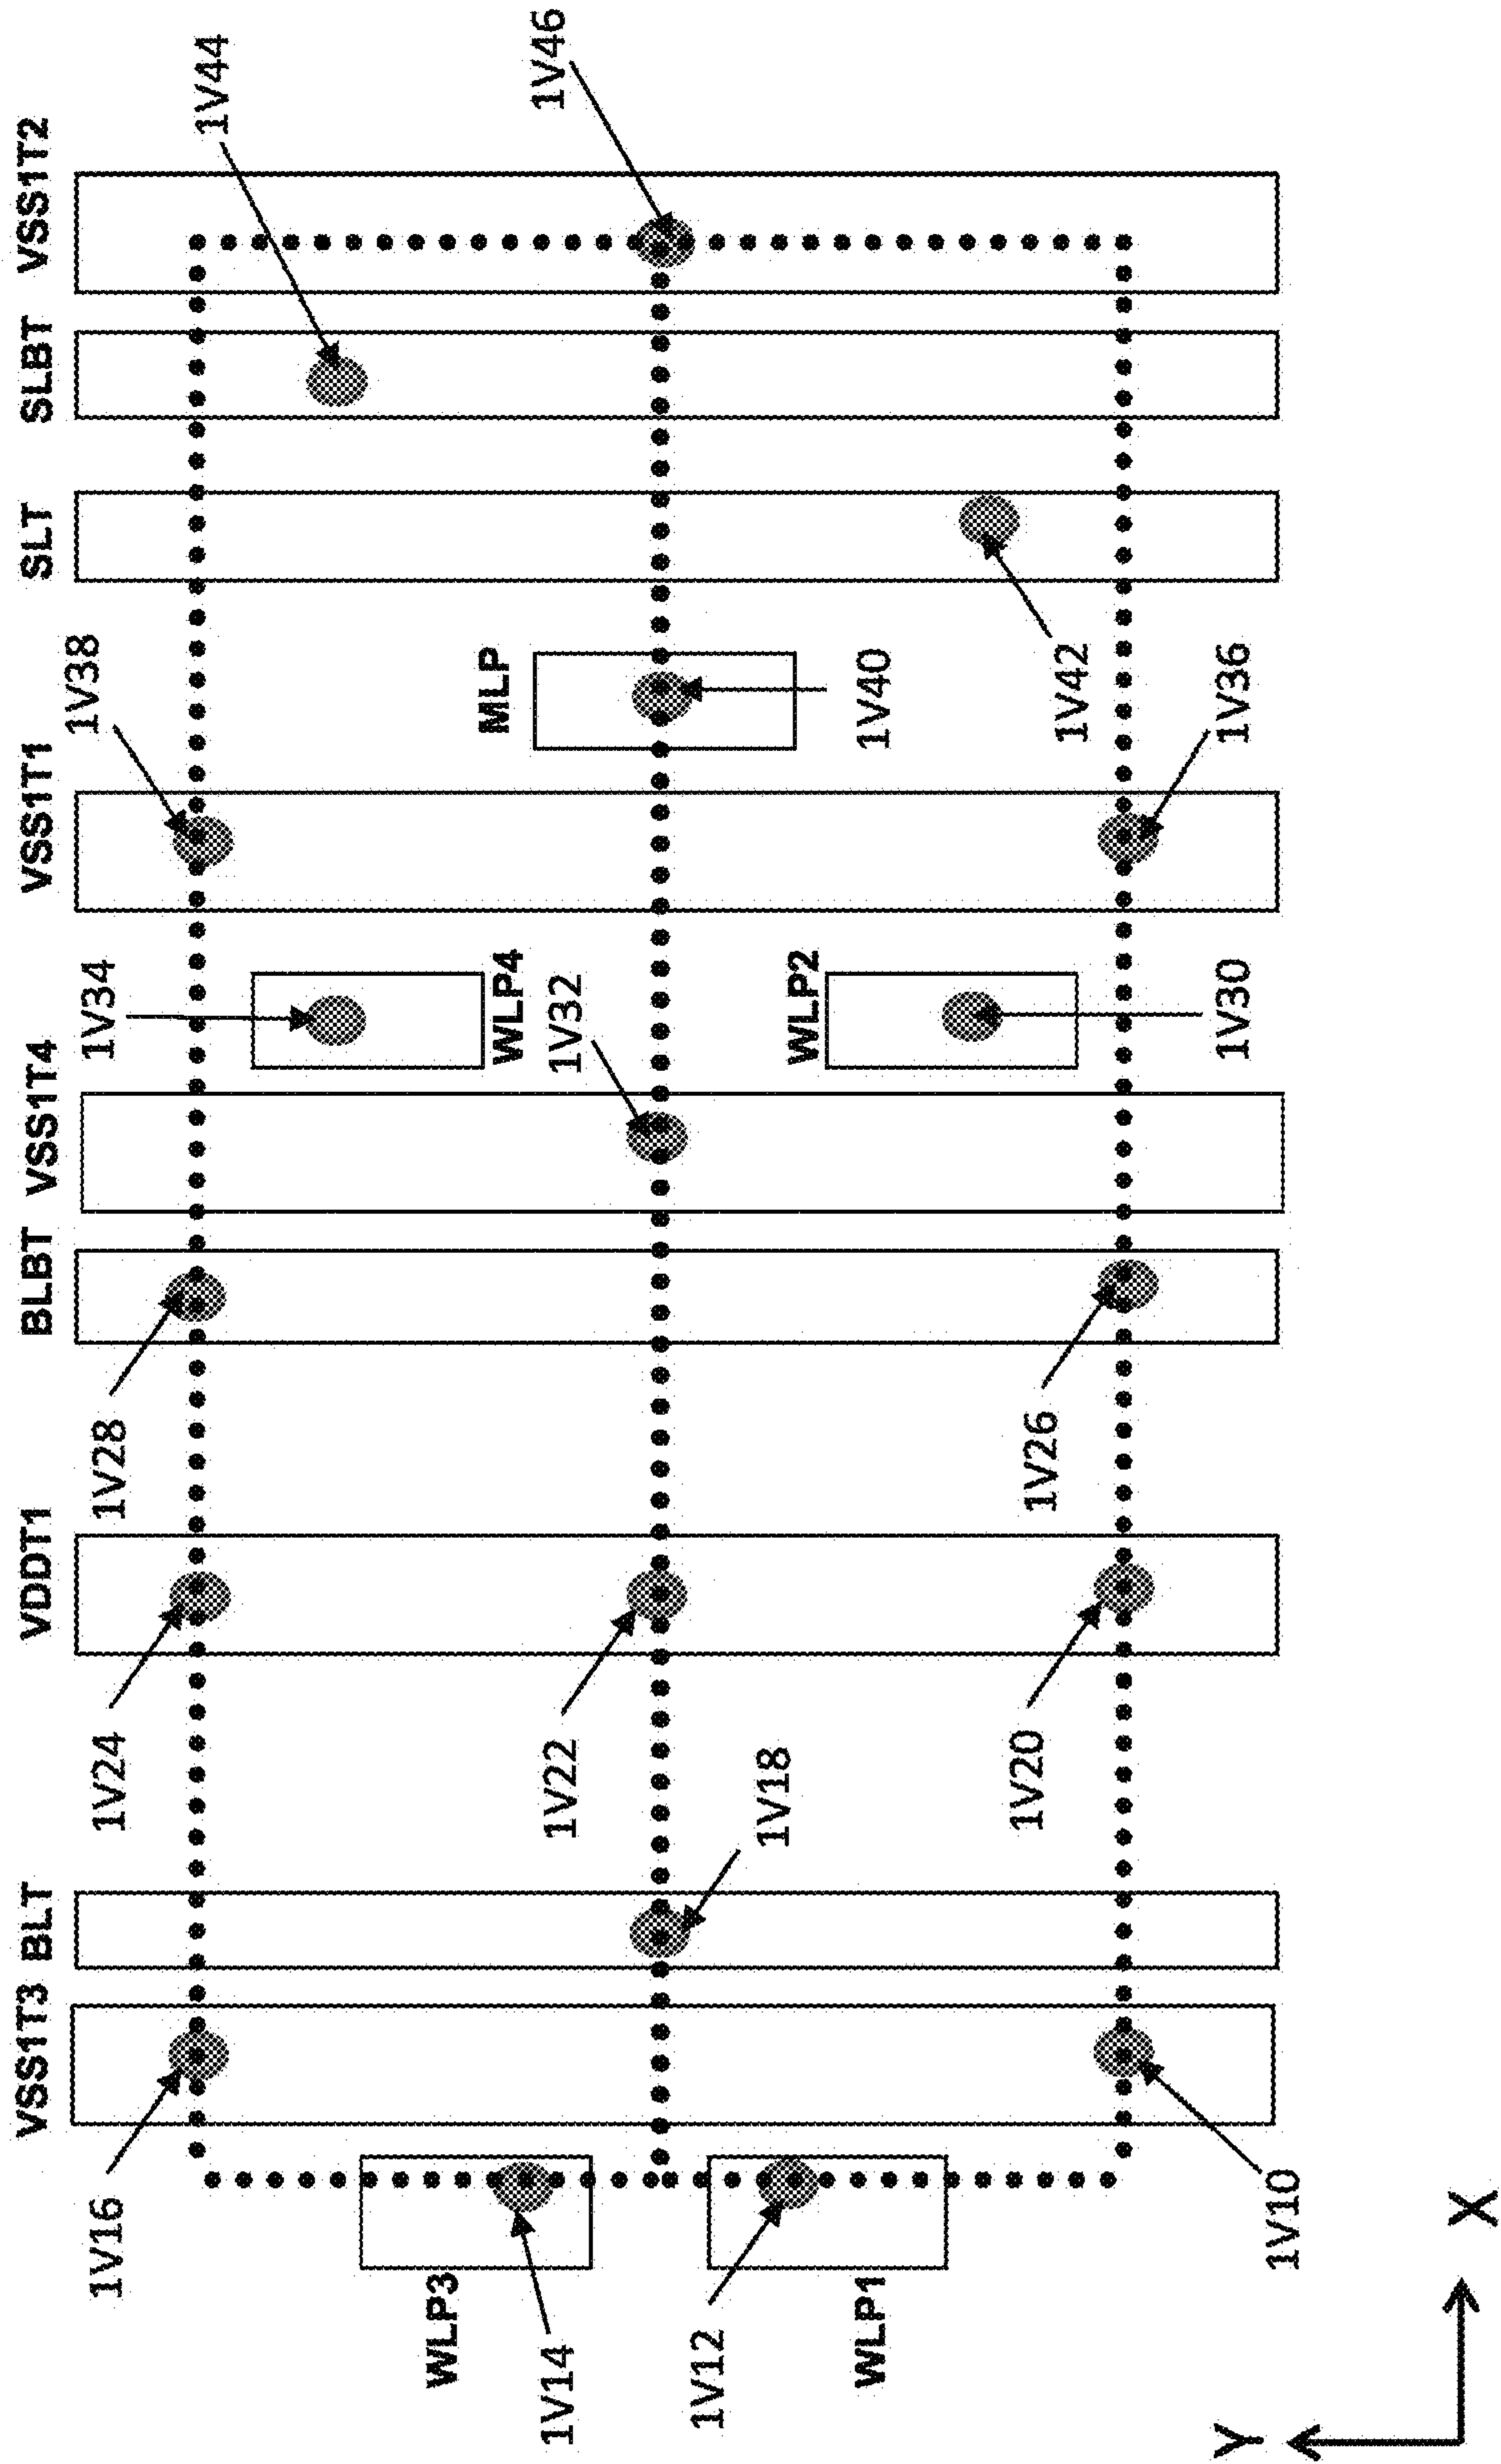 VSS1T3 BLT VDDT1 BLBT VSS1T4 VSS1T1 SLT SLBT VSS1T2
1V16 1V24 1V28 1V34 1V38
1V44
WLP3
MLP
WLP4
1V14 1V22 1V32 1V46
1V12
1V18
WLP2
WLP1 1V40
1V20 1V26 1V42
Y 1V30 1V36
1V10
X